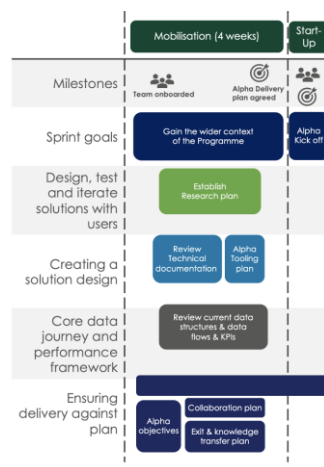 Mobilisation (4 weeks)
Start-
Up
Milestones
Team onboarded
Alpha Delivery
plan agreed
Sprint goals
Gain the wider context
of the Programme
Alpha
Kick off
Design, test
and iterate
solutions with
users
Establish
Research plan
Creating a
solution design
Review
Technical
documentation
Alpha
Tooling
plan
Core data
journey and
performance
framework
Review current data
structures & data
flows & KPIs
Ensuring
delivery against
plan
Alpha
objectives
Collaboration plan
Exit & knowledge
transfer plan